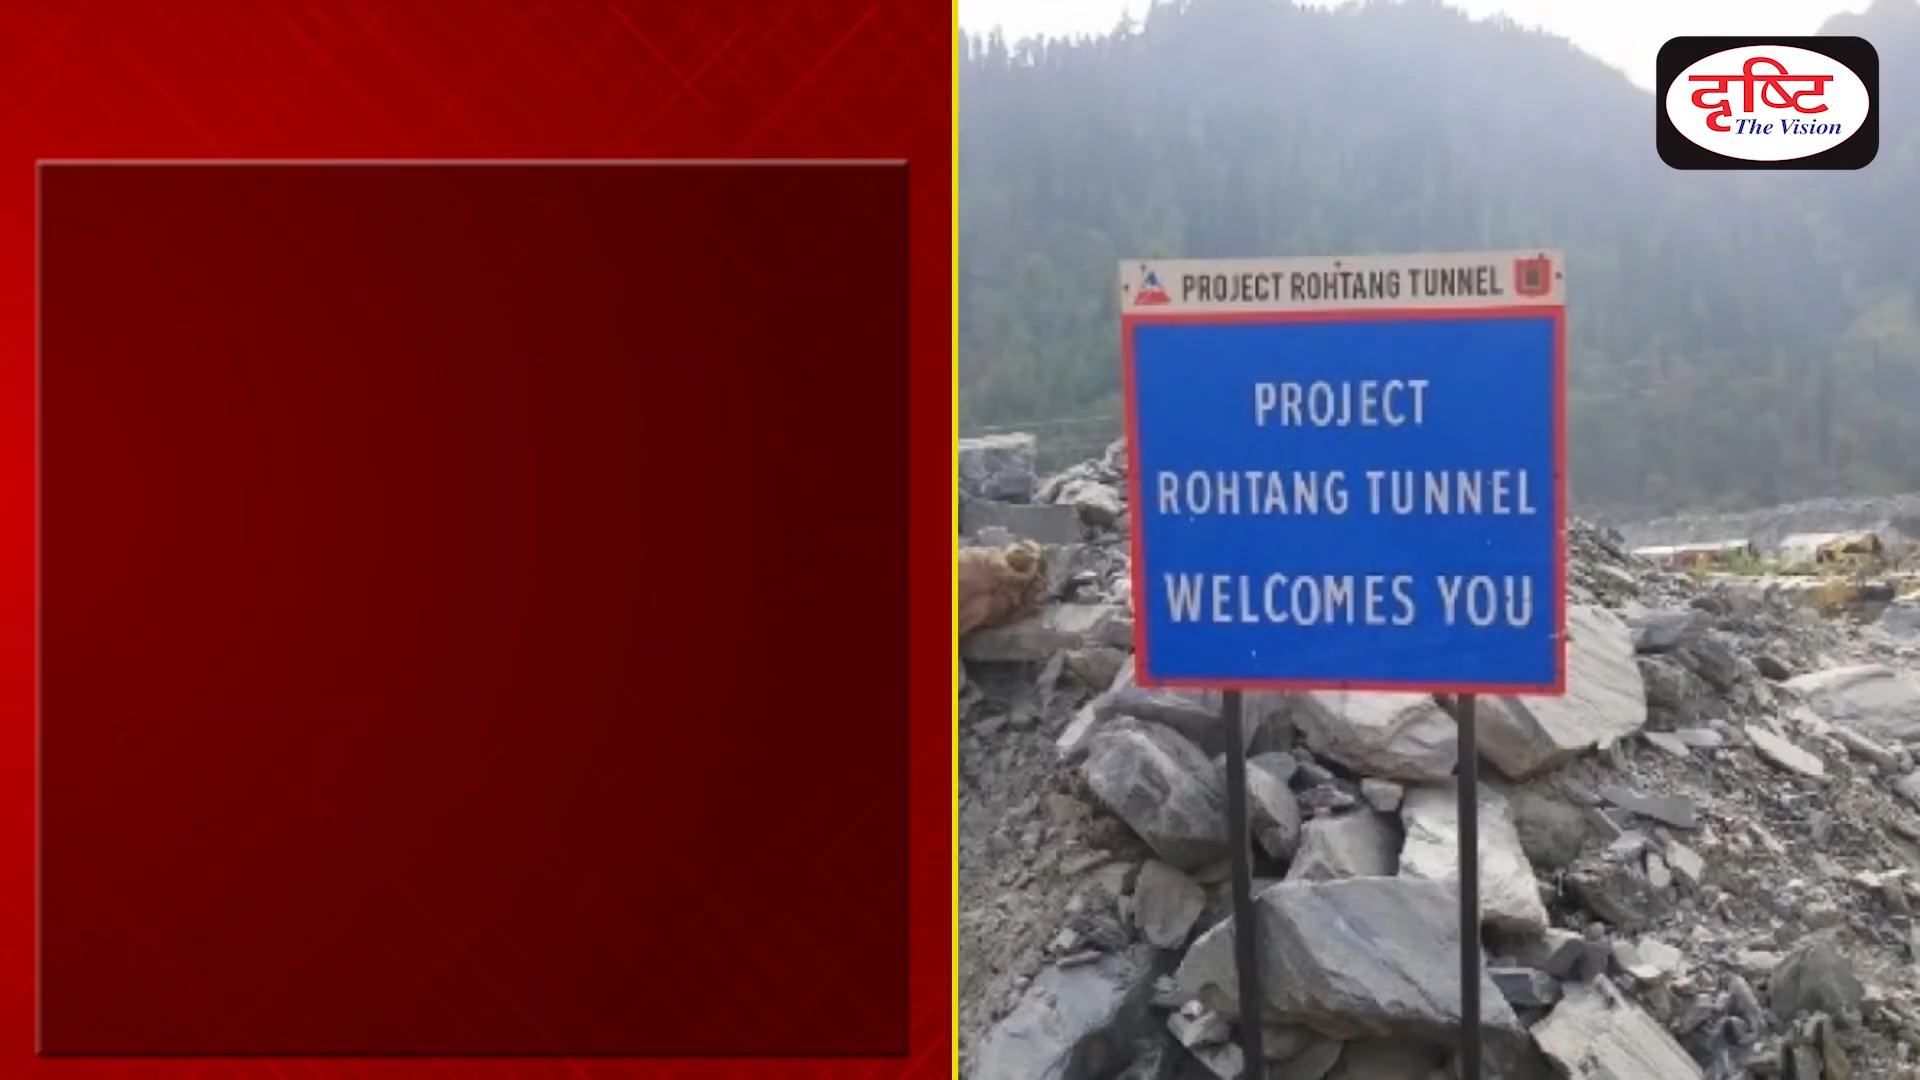 दृष्टि
The Vision
PROJECT ROHTANG TUNNEL
PROJECT
ROHTANG TUNNEL
WELCOMES YOU